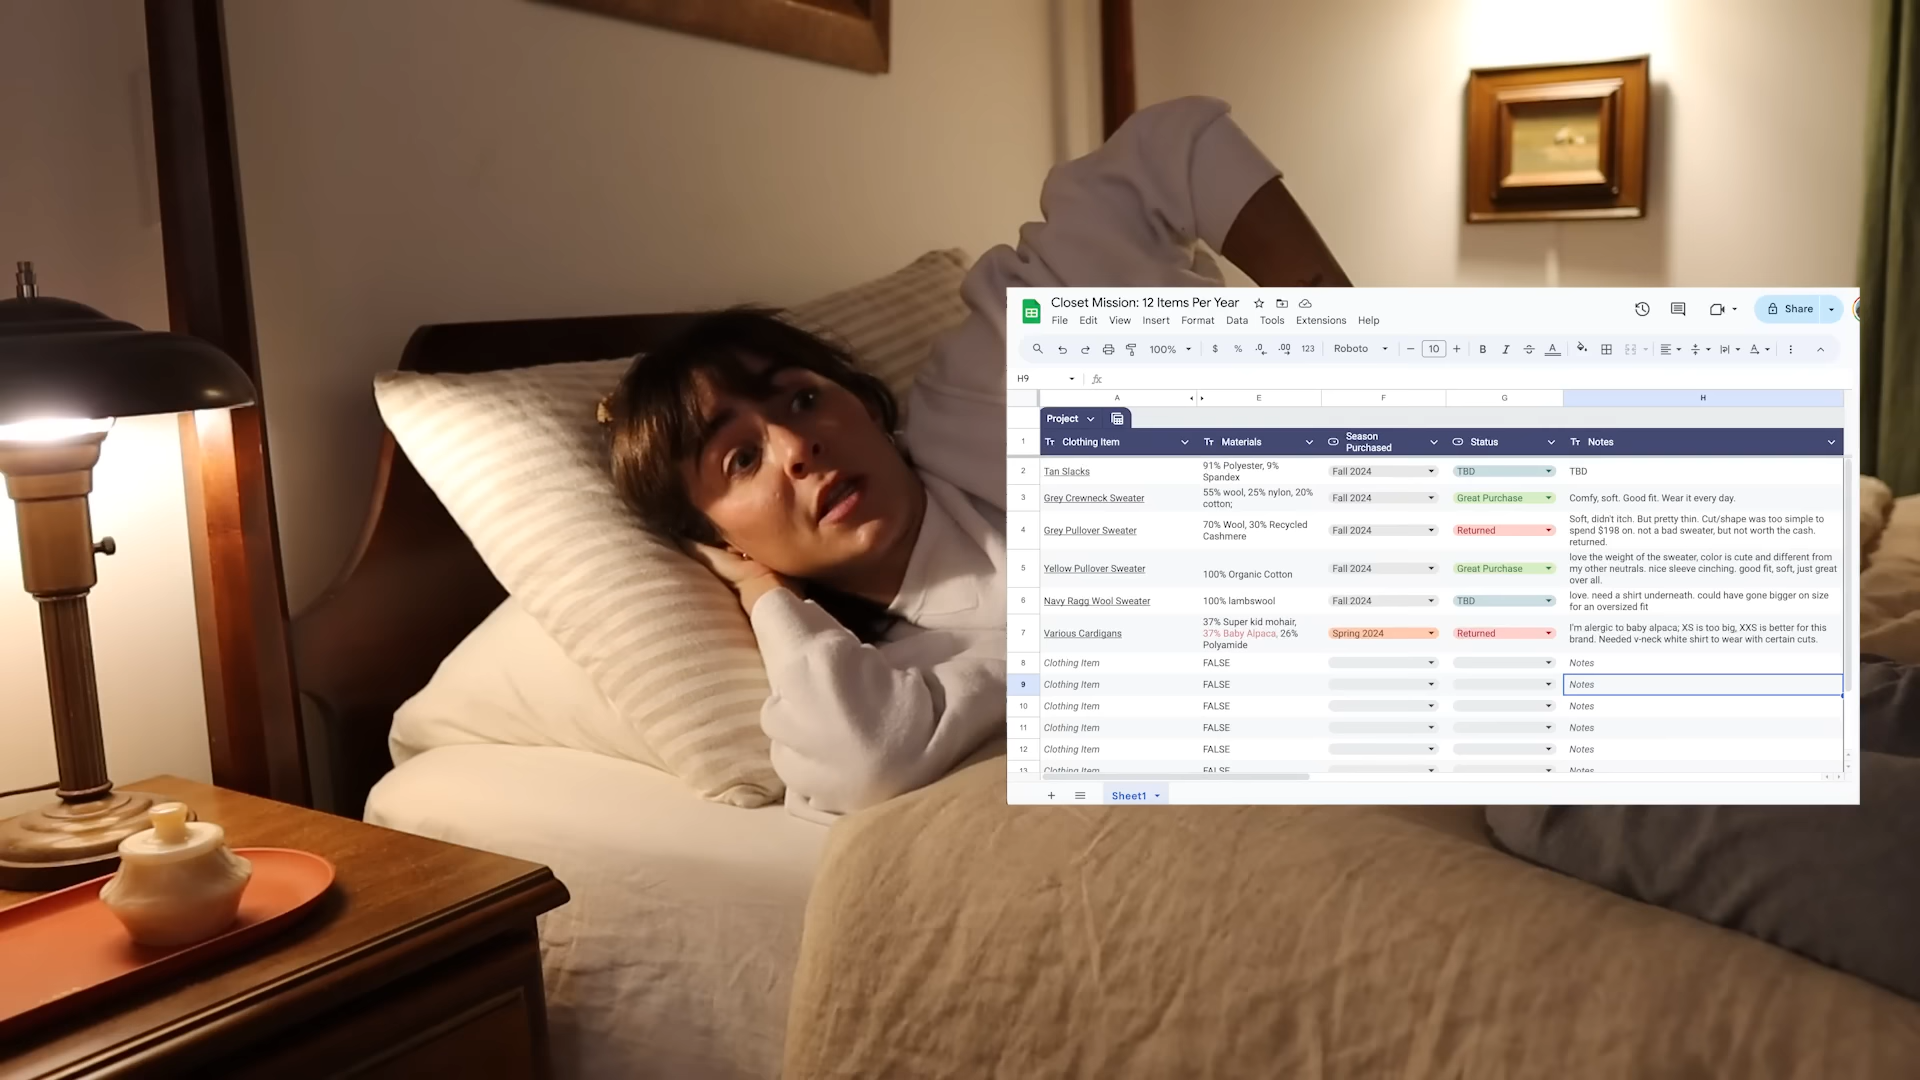 Closet Mission: 12 Items Per Year
File Edit View Insert Format Data Tools Extensions Help
Share
100% $ % .0 .00 123 Roboto 10 B I S A
H9 fx
A E F G H
Project
1 Clothing Item Materials Season Purchased Status Notes
2 Tan Slacks 91% Polyester, 9% Spandex Fall 2024 TBD TBD
3 Grey Crewneck Sweater 55% wool, 25% nylon, 20% cotton; Fall 2024 Great Purchase Comfy, soft. Good fit. Wear it every day.
4 Grey Pullover Sweater 70% Wool, 30% Recycled Cashmere Fall 2024 Returned Soft, didn't itch. But pretty thin. Cut/shape was too simple to spend $198 on. not a bad sweater, but not worth the cash. returned.
5 Yellow Pullover Sweater 100% Organic Cotton Fall 2024 Great Purchase love the weight of the sweater, color is cute and different from my other neutrals. nice sleeve cinching. good fit, soft, just great over all.
6 Navy Ragg Wool Sweater 100% lambswool Fall 2024 TBD love. need a shirt underneath. could have gone bigger on size for an oversized fit
7 Various Cardigans 37% Super kid mohair, 37% Baby Alpaca, 26% Polyamide Spring 2024 Returned I'm alergic to baby alpaca; XS is too big, XXS is better for this brand. Needed v-neck white shirt to wear with certain cuts.
8 Clothing Item FALSE Notes
9 Clothing Item FALSE Notes
10 Clothing Item FALSE Notes
11 Clothing Item FALSE Notes
12 Clothing Item FALSE Notes
13 Clothing Item FALSE Notes
Sheet1